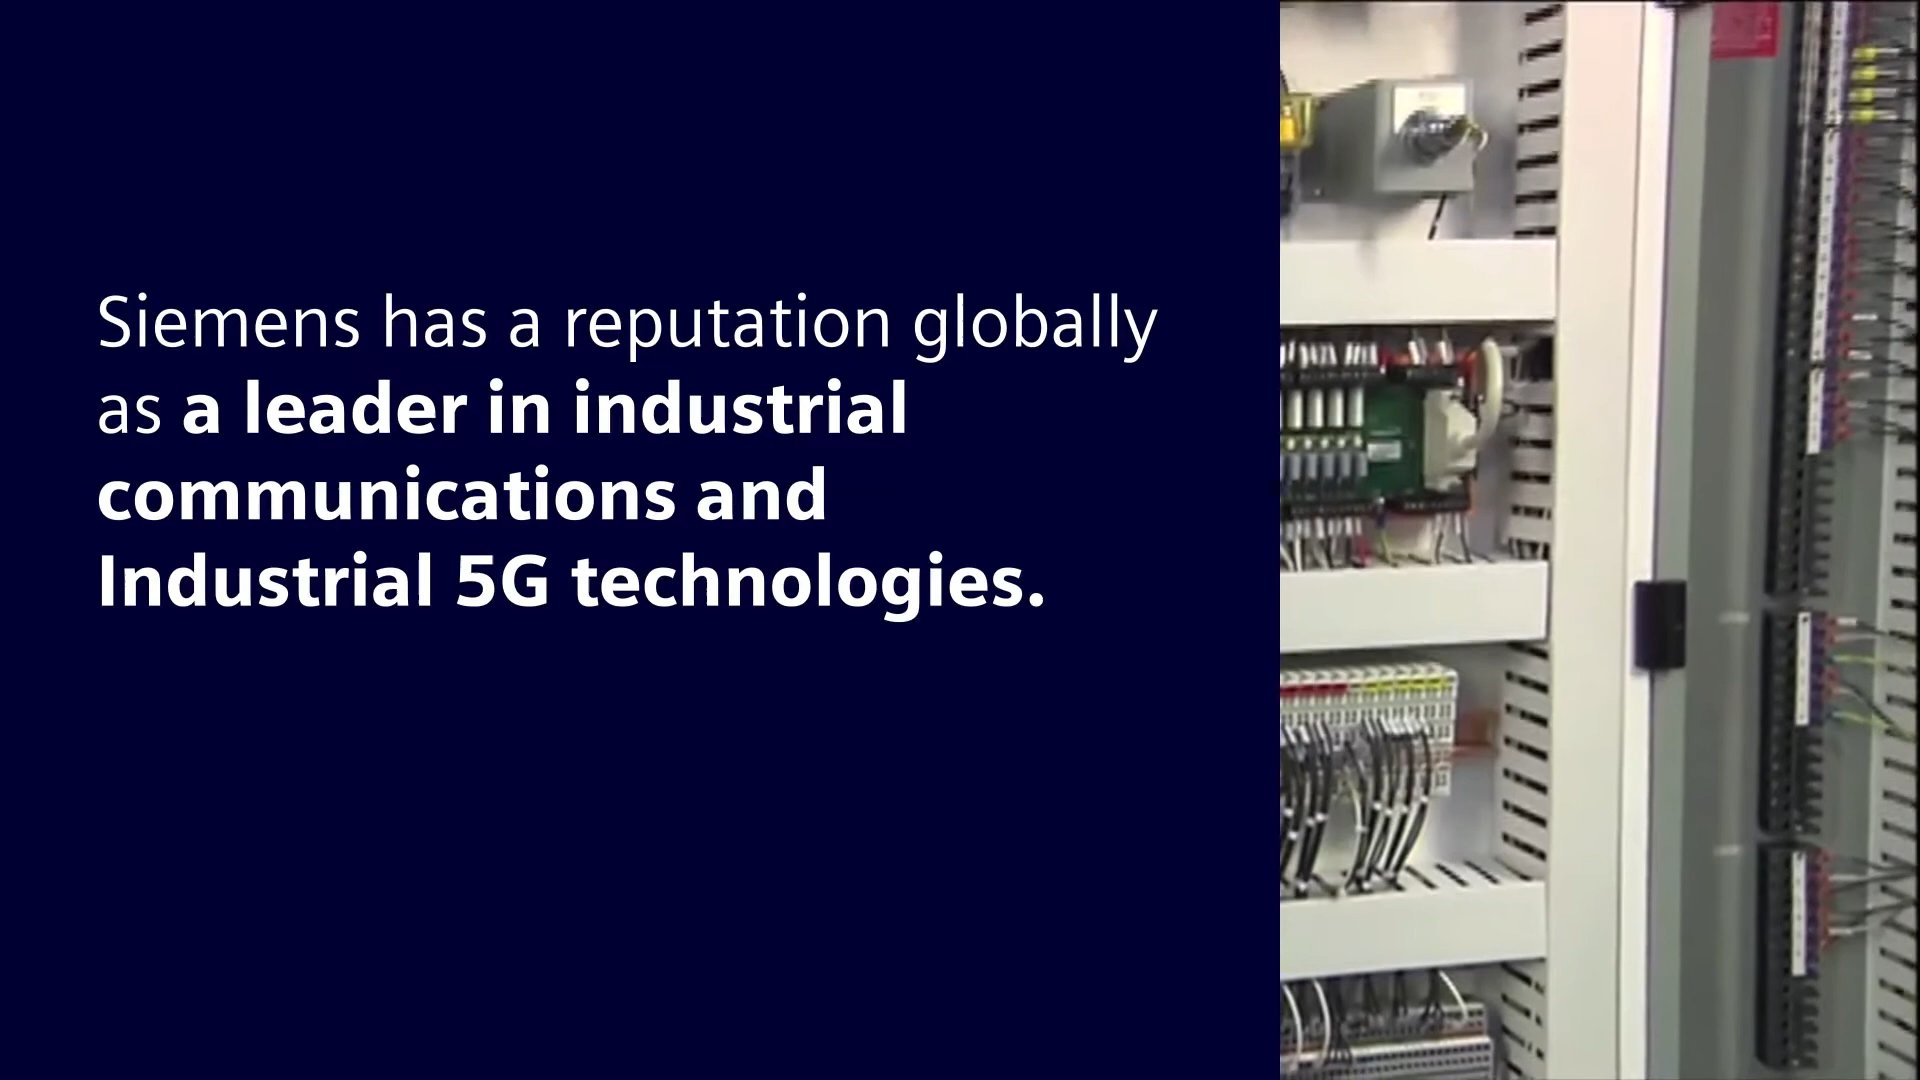 Siemens has a reputation globally
as a leader in industrial
communications and
Industrial 5G technologies.